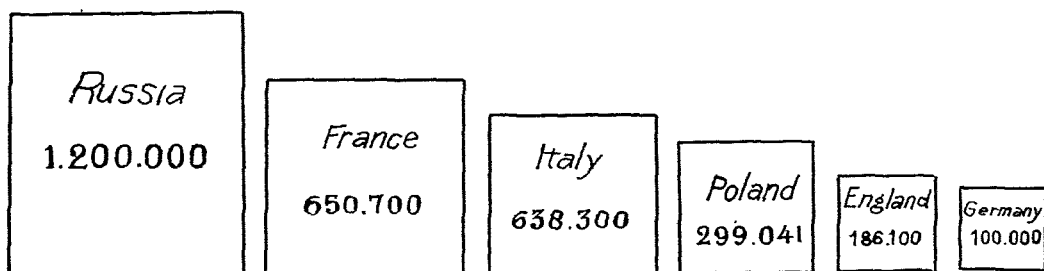 Russia
1.200.000
France
650.700
Italy
638.300
Poland
299.041
England
186.100
Germany
100.000